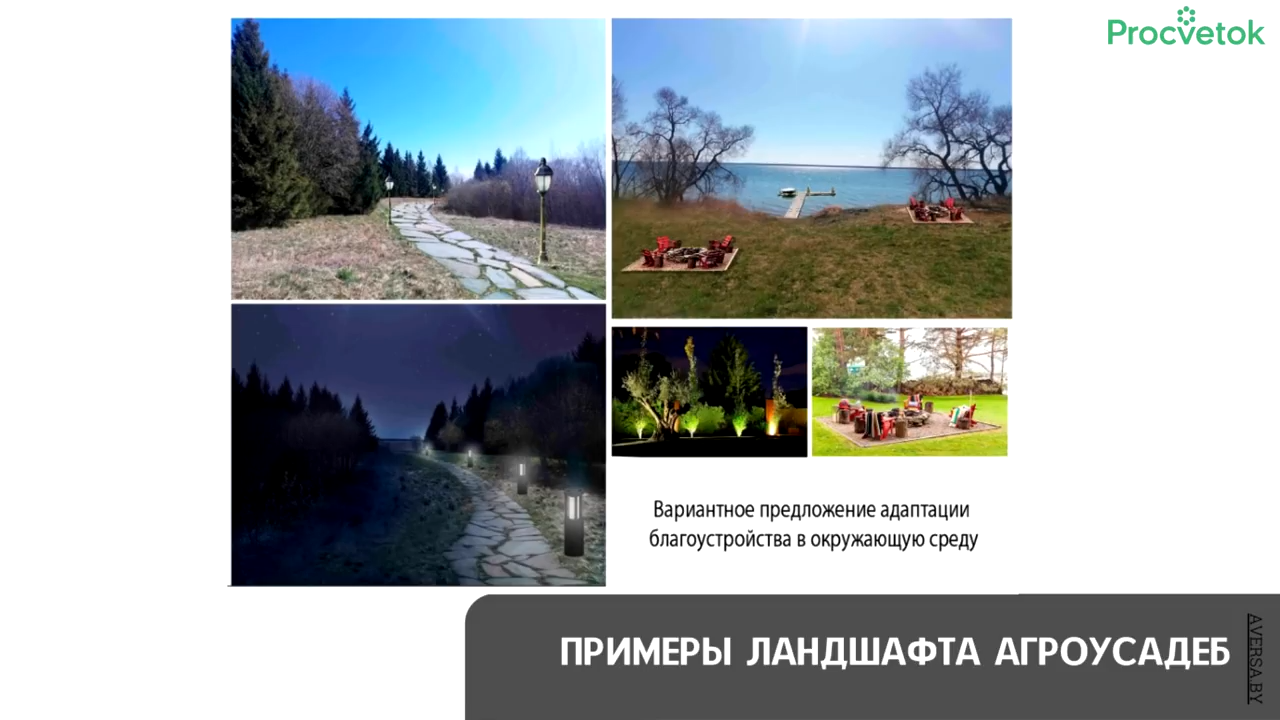 Procvetok
Вариантное предложение адаптации
благоустройства в окружающую среду
ПРИМЕРЫ ЛАНДШАФТА АГРОУСАДЕБ
AVERSA.BY